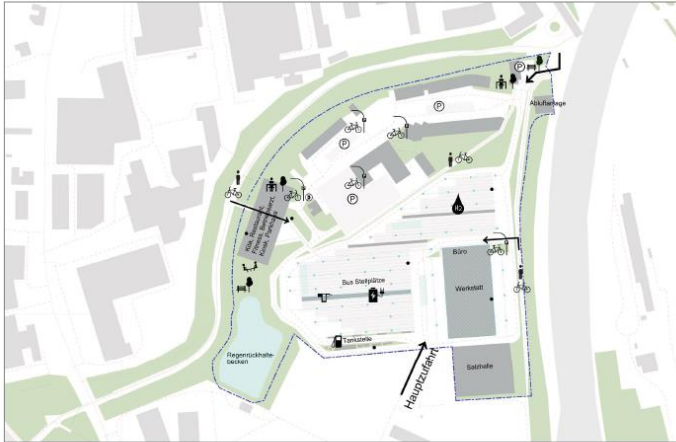 P
Abluftanlage
P
P
P
H2
Büro
Werkstatt
Bus Stellplätze
Tankstelle
Regenrückhalte-
becken
Hauptzufahrt
Salzhalle